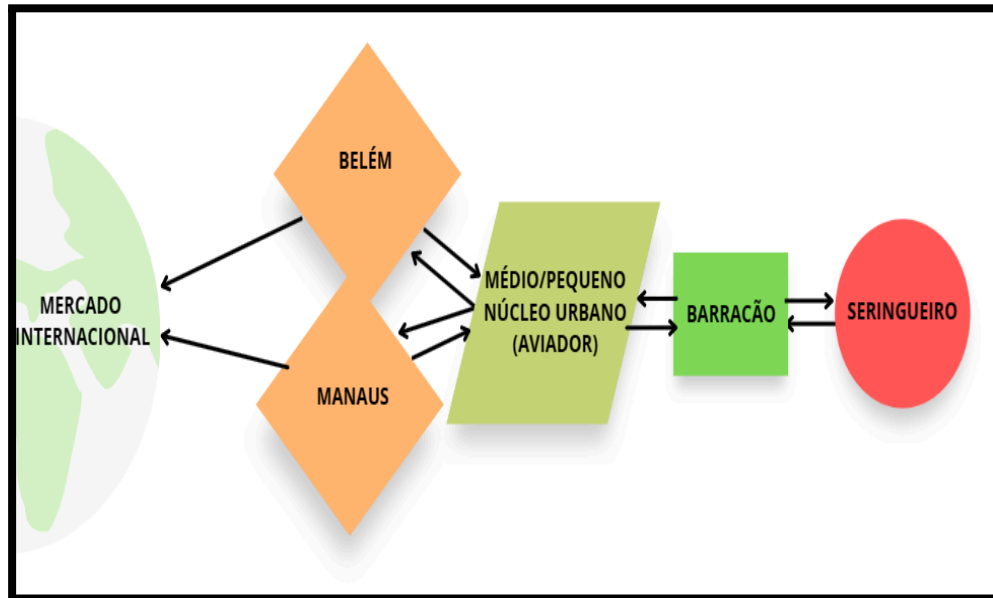 BELÉM
MERCADO
INTERNACIONAL
MANAUS
MÉDIO/PEQUENO
NÚCLEO URBANO
(AVIADOR)
BARRACÃO
SERINGUEIRO